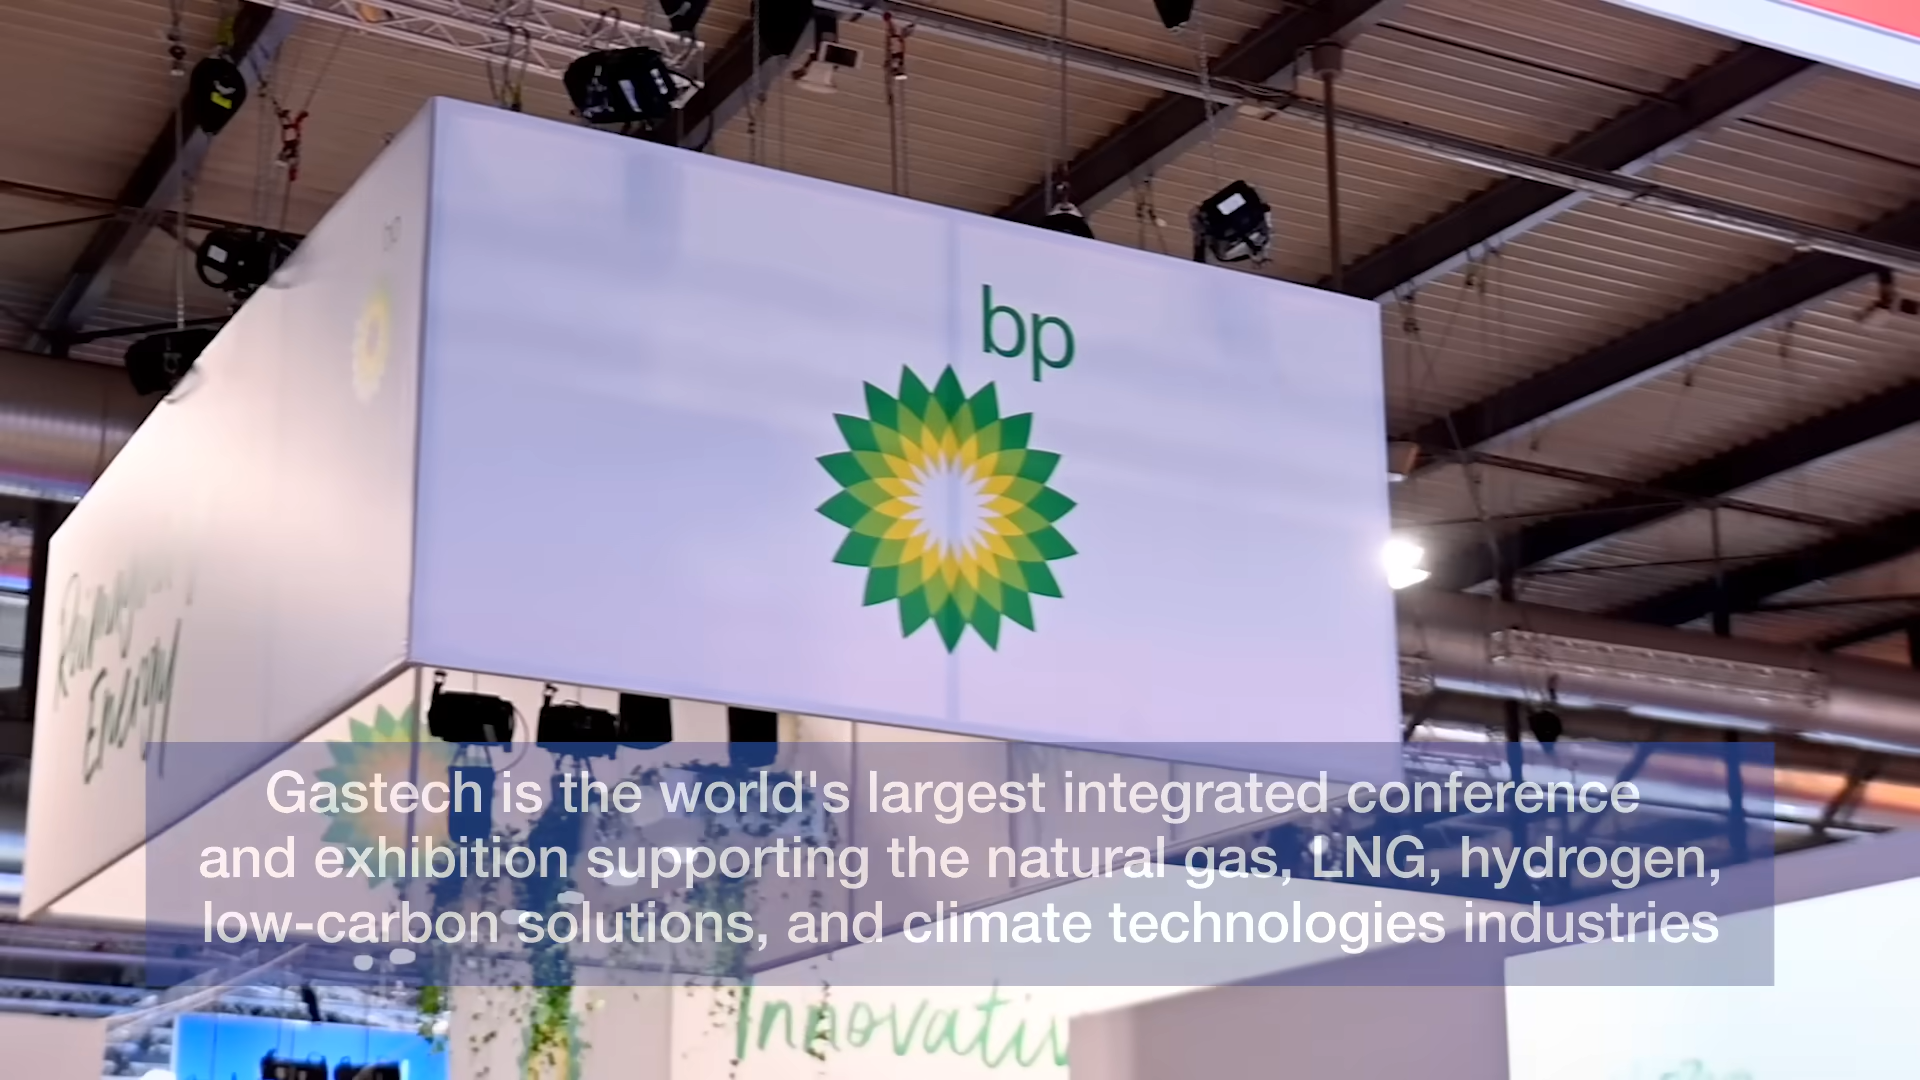 bp
Energy
Gastech is the world's largest integrated conference
and exhibition supporting the natural gas, LNG, hydrogen,
low-carbon solutions, and climate technologies industries